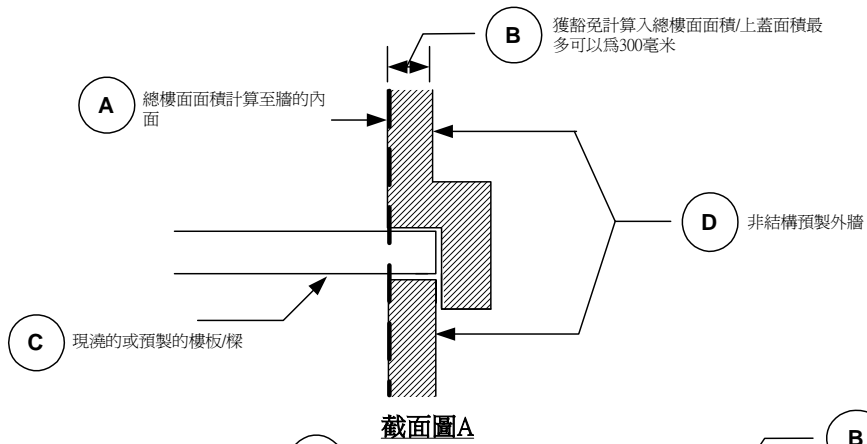 B
獲豁免計算入總樓面面積/上蓋面積最
多可以爲300毫米
A
總樓面面積計算至牆的內
面
D
非結構預製外牆
C
現澆的或預製的樓板/樑
截面圖A
B